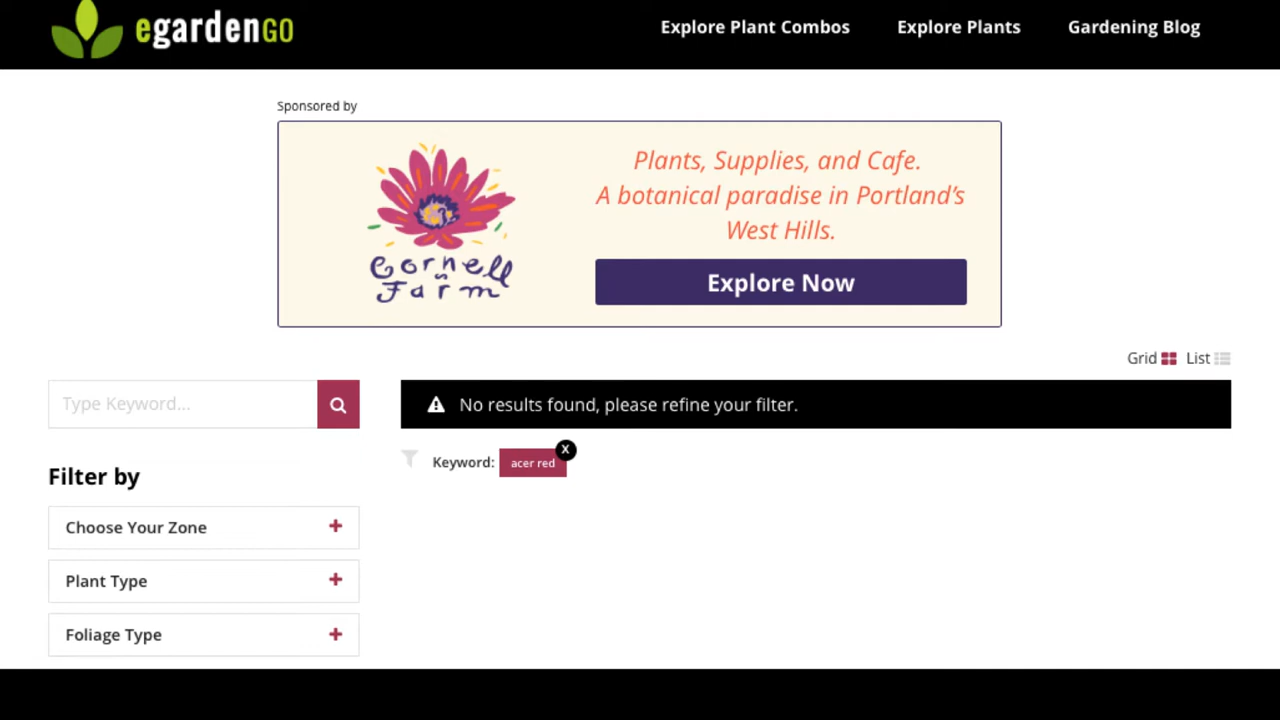 egardenGO
Explore Plant Combos
Explore Plants
Gardening Blog
Sponsored by
Cornell
Farm
Plants, Supplies, and Cafe.
A botanical paradise in Portland’s
West Hills.
Explore Now
Grid
List
Type Keyword...
No results found, please refine your filter.
Keyword:
acer red
X
Filter by
Choose Your Zone
Plant Type
Foliage Type